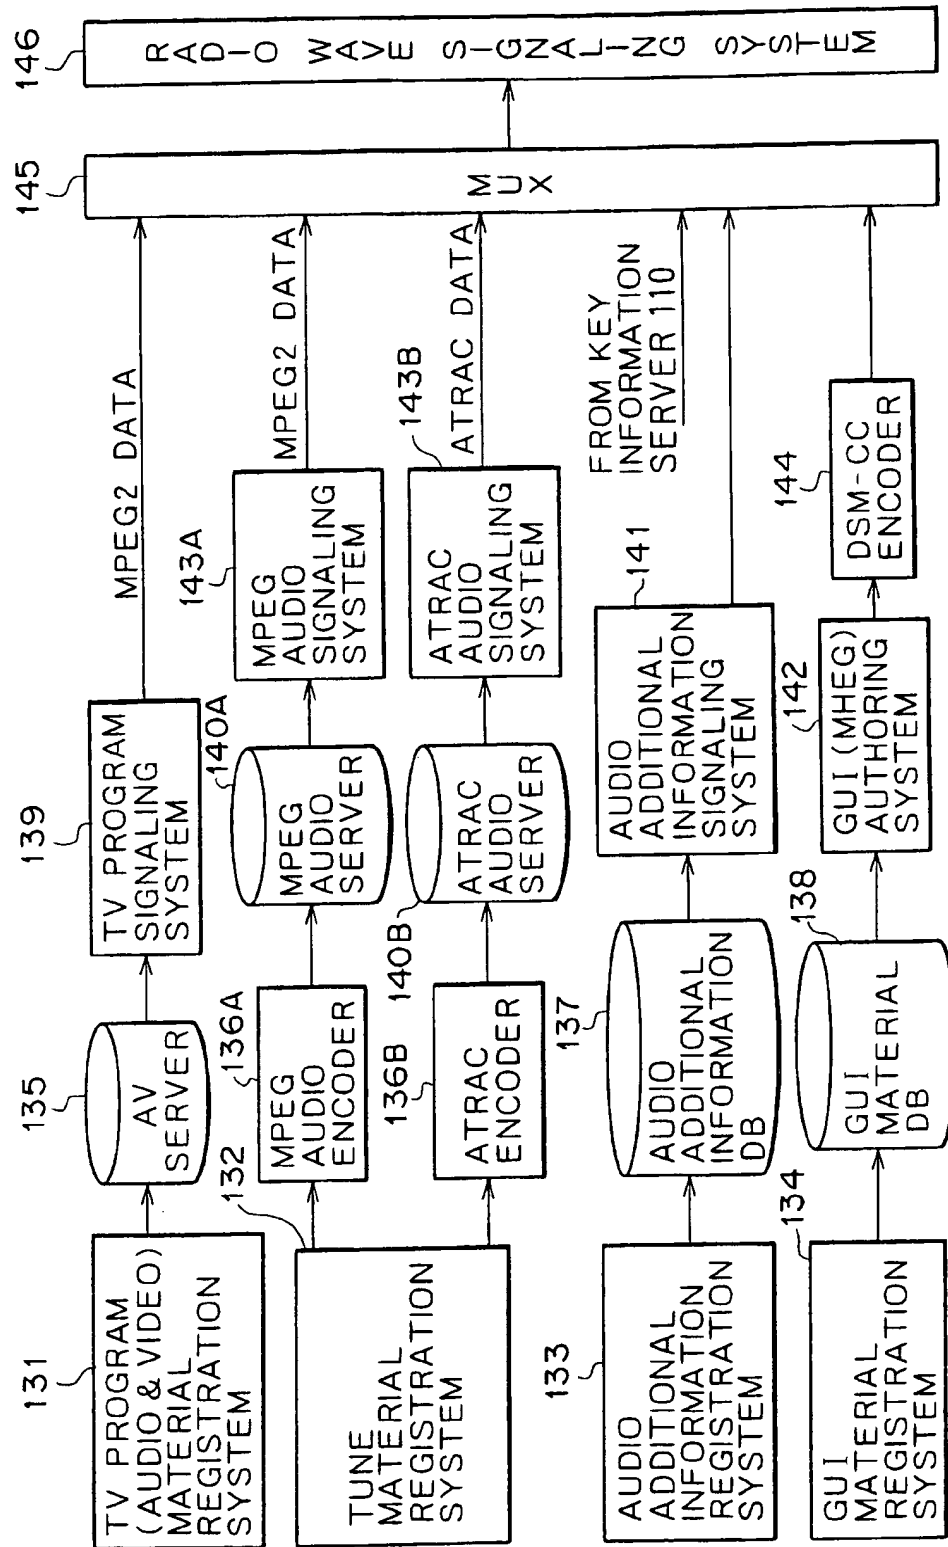 131
TV PROGRAM
(AUDIO & VIDEO)
MATERIAL
REGISTRATION
SYSTEM
135
AV
SERVER
139
TV PROGRAM
SIGNALING
SYSTEM
MPEG2 DATA
132
TUNE
MATERIAL
REGISTRATION
SYSTEM
136A
MPEG
AUDIO
ENCODER
140A
MPEG
AUDIO
SERVER
143A
MPEG
AUDIO
SIGNALING
SYSTEM
MPEG2 DATA
136B
ATRAC
ENCODER
140B
ATRAC
AUDIO
SERVER
143B
ATRAC
AUDIO
SIGNALING
SYSTEM
ATRAC DATA
133
AUDIO
ADDITIONAL
INFORMATION
REGISTRATION
SYSTEM
137
AUDIO
ADDITIONAL
INFORMATION
DB
141
AUDIO
ADDITIONAL
INFORMATION
SIGNALING
SYSTEM
FROM KEY
INFORMATION
SERVER 110
134
GUI
MATERIAL
REGISTRATION
SYSTEM
138
GUI
MATERIAL
DB
142
GUI (MHEG)
AUTHORING
SYSTEM
144
DSM-CC
ENCODER
145
MUX
146
RADIO WAVE SIGNALING SYSTEM